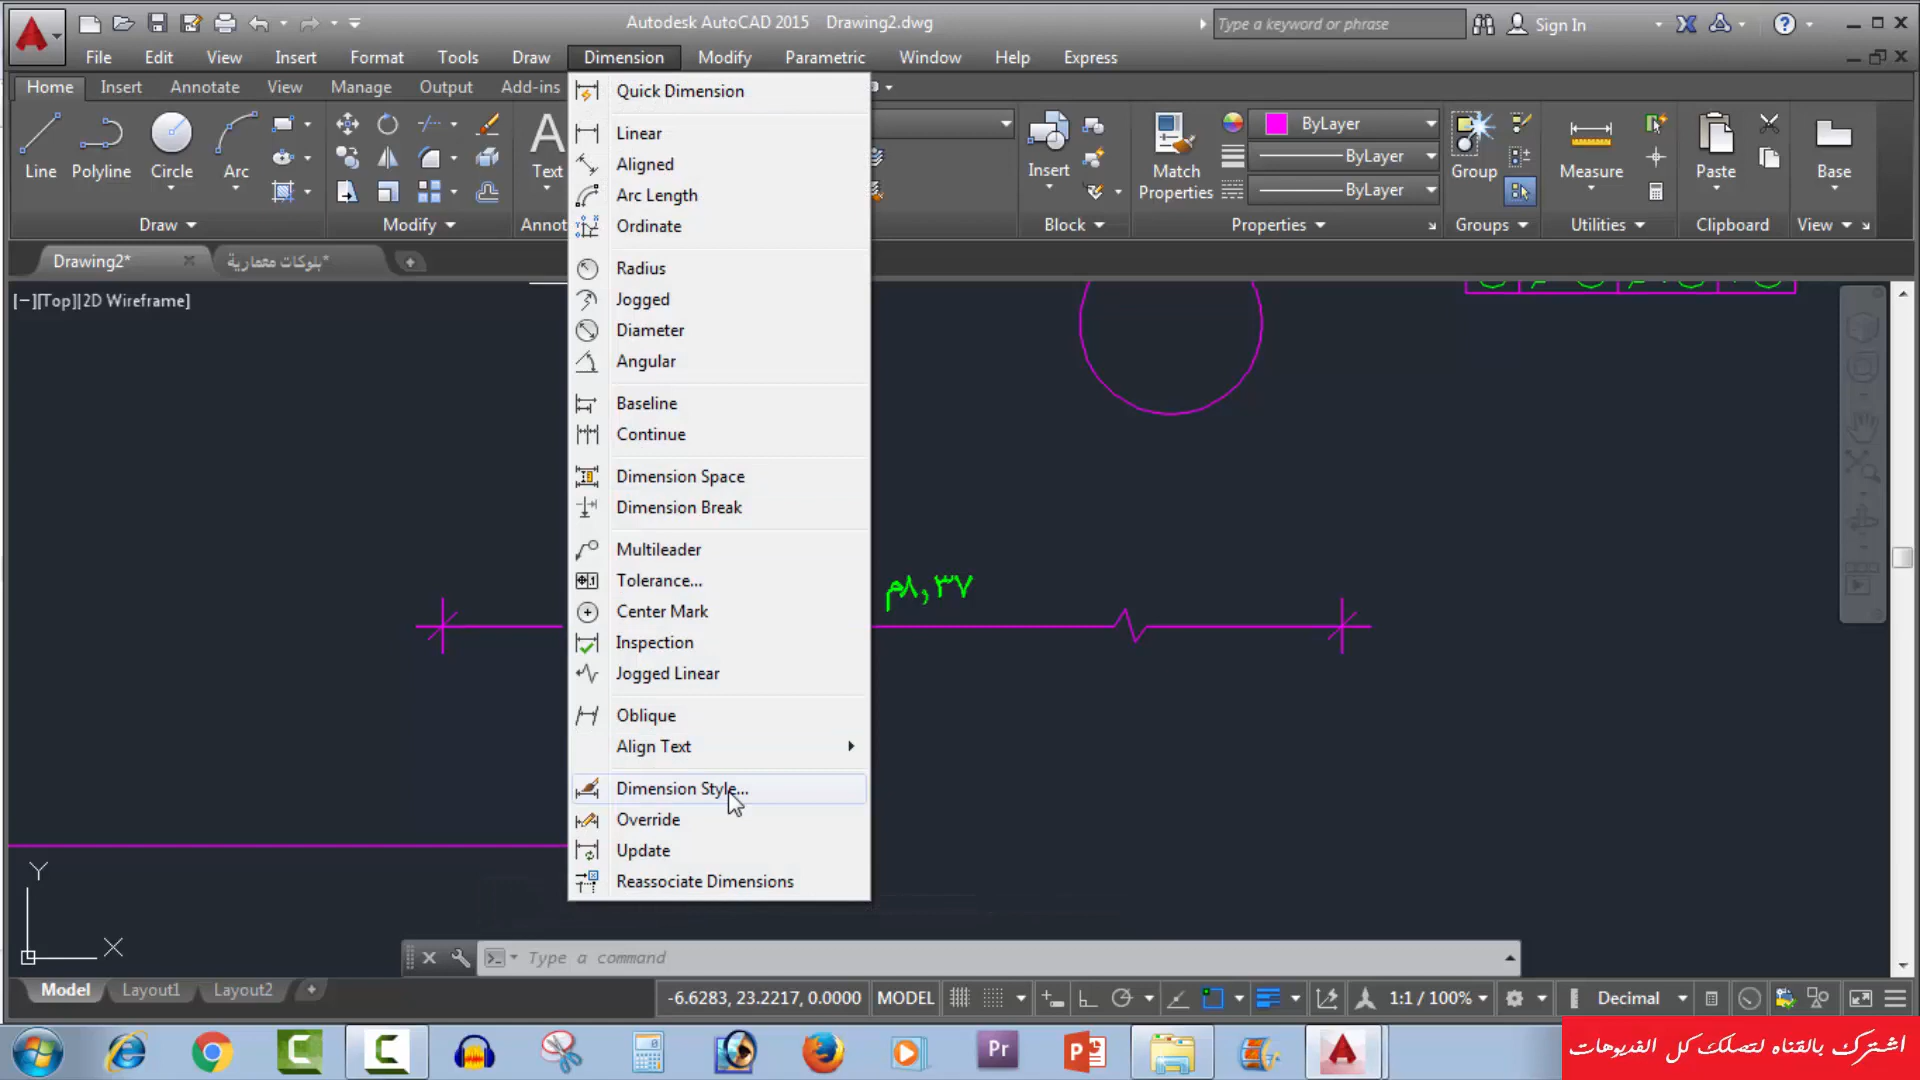 Autodesk AutoCAD 2015 Drawing2.dwg
Type a keyword or phrase
Sign In
File Edit View Insert Format Tools Draw Dimension Modify Parametric Window Help Express
Home Insert Annotate View Manage Output Add-ins
Line Polyline Circle Arc Text
Insert
Match Properties
ByLayer
ByLayer
ByLayer
Group Measure Paste Base
Draw Modify Annot Block Properties Groups Utilities Clipboard View
Drawing2* بلوكات معمارية*
[−][Top][2D Wireframe]
Quick Dimension
Linear
Aligned
Arc Length
Ordinate
Radius
Jogged
Diameter
Angular
Baseline
Continue
Dimension Space
Dimension Break
Multileader
Tolerance...
Center Mark
Inspection
Jogged Linear
Oblique
Align Text
Dimension Style...
Override
Update
Reassociate Dimensions
م٨,٣٧
Y
X
Type a command
Model Layout1 Layout2
-6.6283, 23.2217, 0.0000 MODEL 1:1 / 100% Decimal
Pr
اشترك بالقناه لتصلك كل الفديوهات